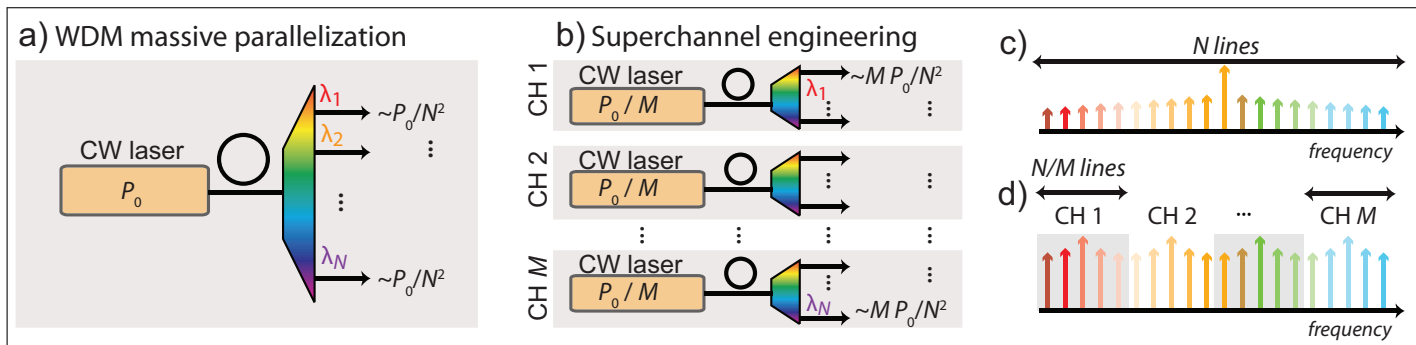 a) WDM massive parallelization
CW laser
P₀
λ₁
~P₀/N²
λ₂
⋮
⋮
λ_N
~P₀/N²
b) Superchannel engineering
CH 1
CW laser
P₀ / M
λ₁
⋮
~M P₀/N²
⋮
CH 2
CW laser
P₀ / M
⋮
⋮
⋮ ⋮ ⋮ ⋮
CH M
CW laser
P₀ / M
⋮
λ_N
⋮
~M P₀/N²
c)
N lines
frequency
d)
N/M lines
CH 1 CH 2 ... CH M
frequency